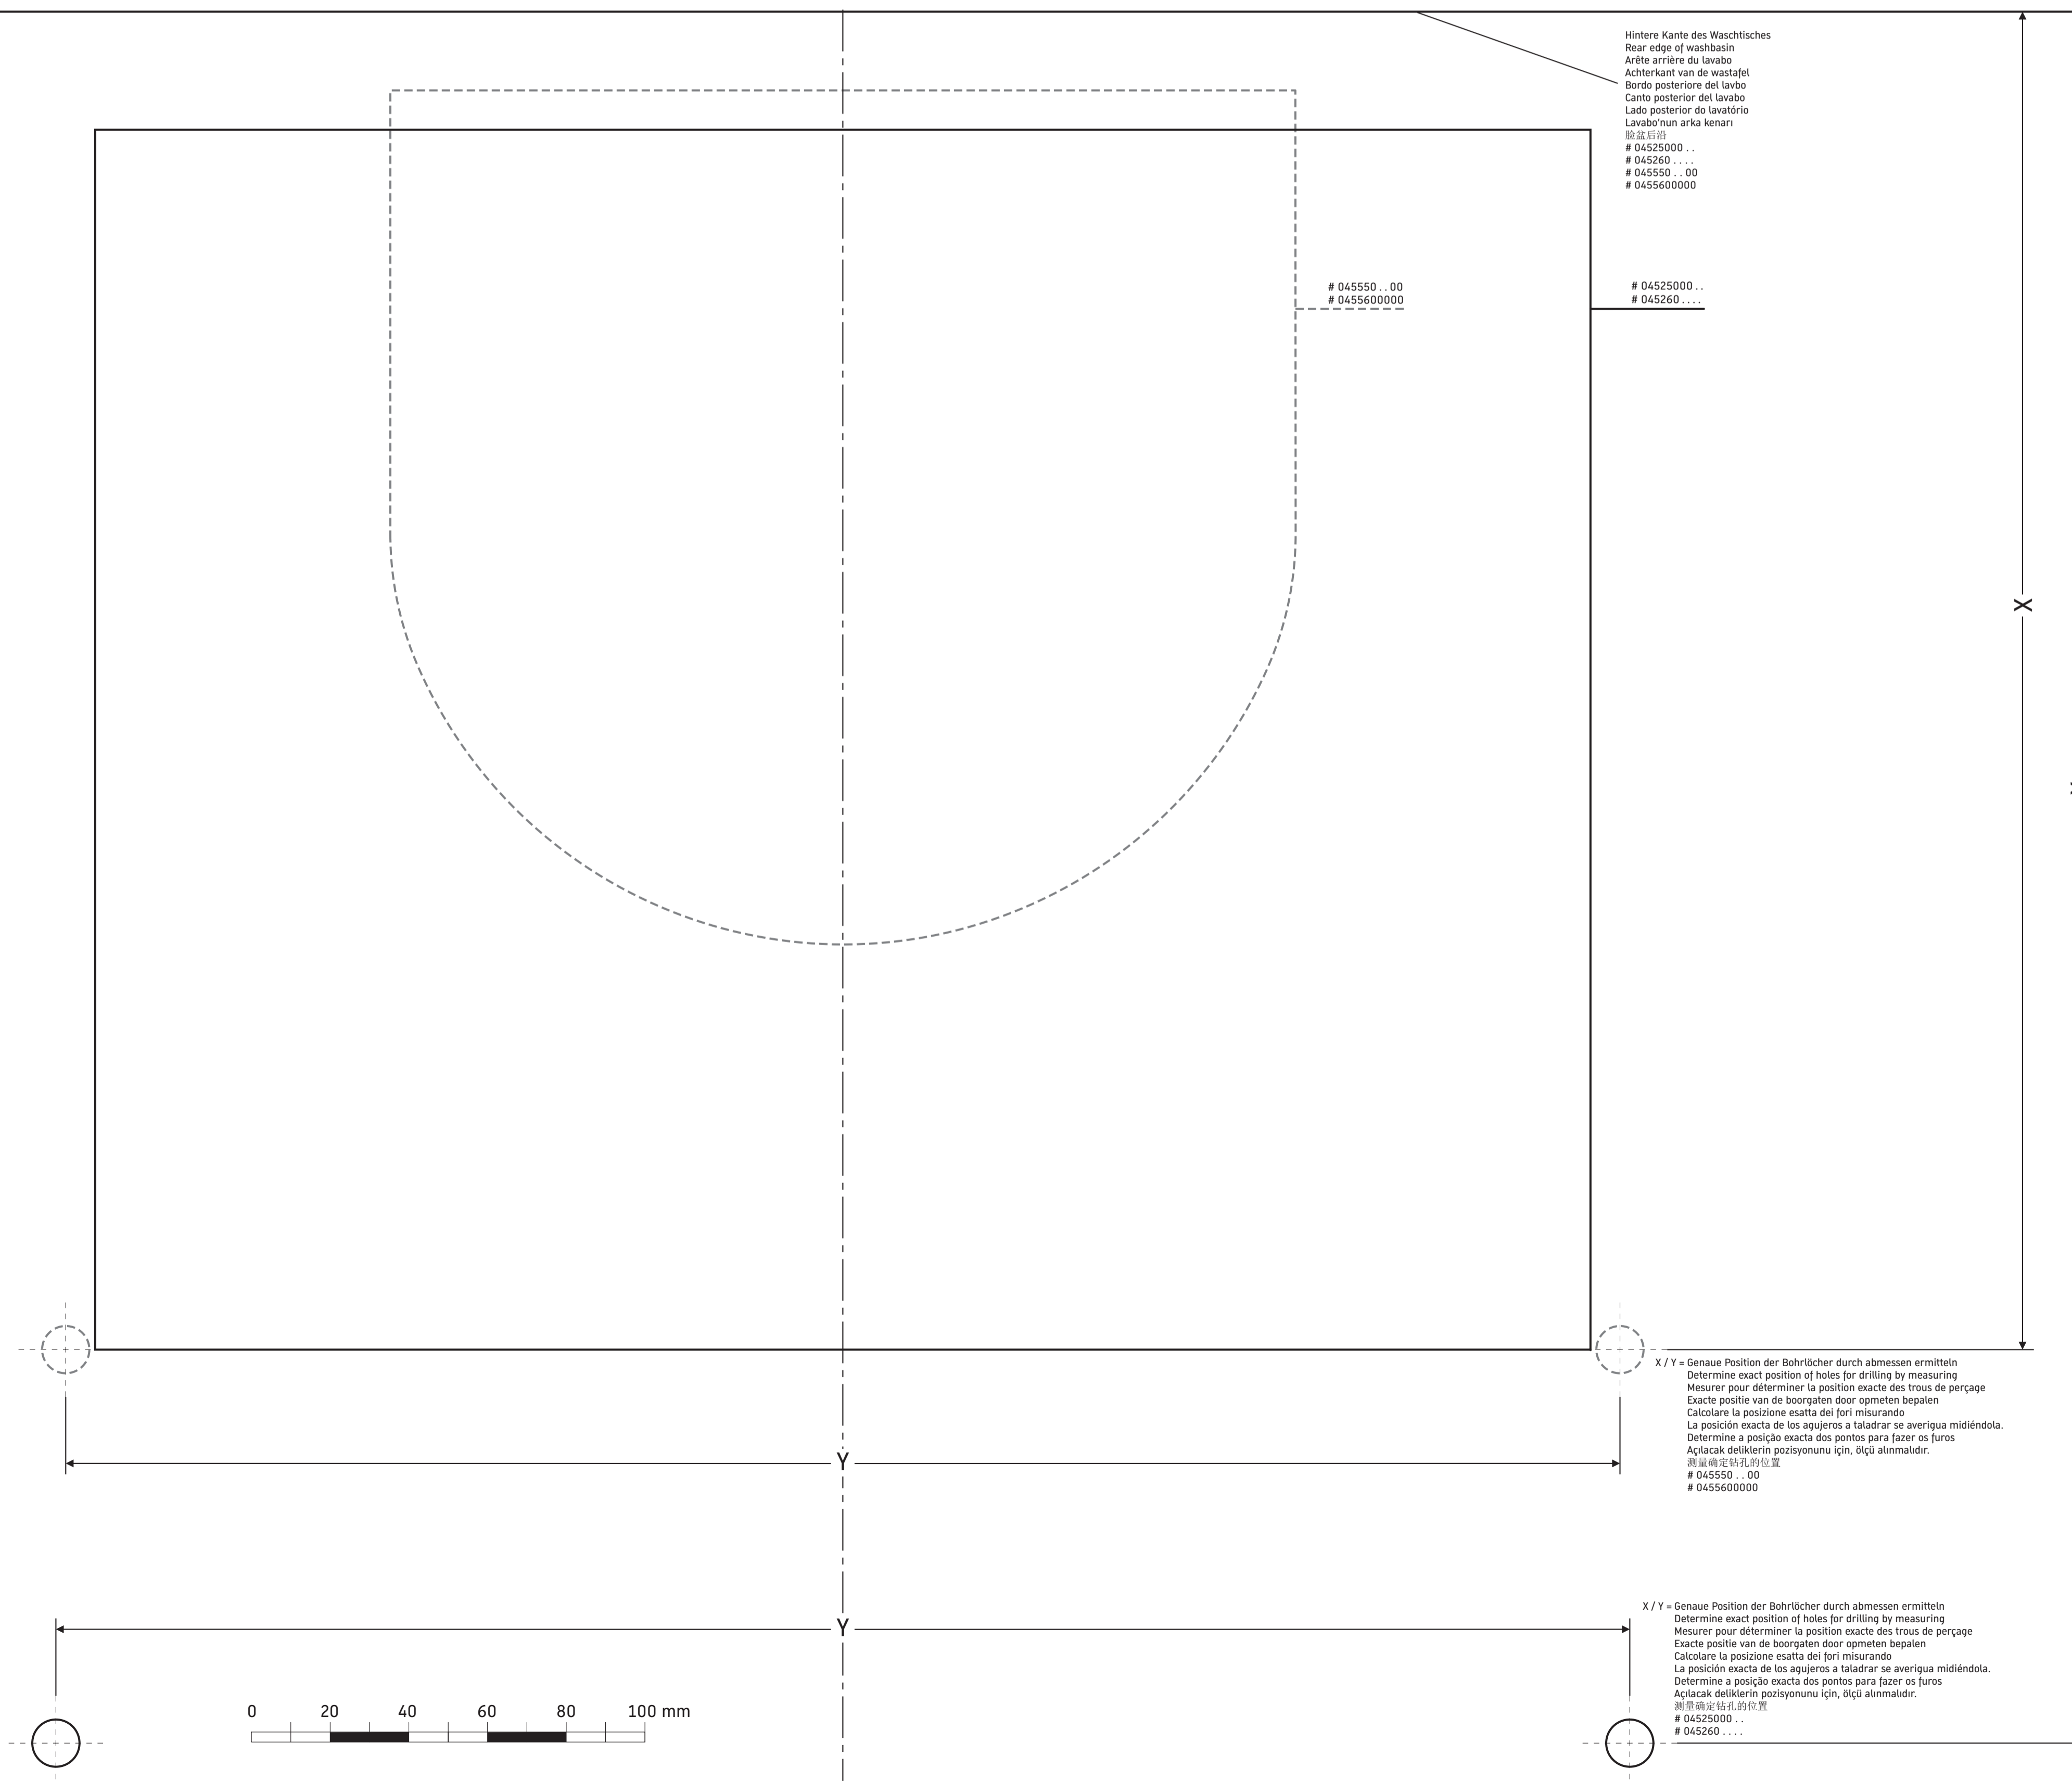 Hintere Kante des Waschtisches
Rear edge of washbasin
Arête arrière du lavabo
Achterkant van de wastafel
Bordo posteriore del lavbo
Canto posterior del lavabo
Lado posterior do lavatório
Lavabo'nun arka kenarı
脸盆后沿
# 04525000 . .
# 045260 . . . .
# 045550 . . 00
# 0455600000
# 045550 . . 00
# 0455600000
# 04525000 . .
# 045260 . . . .
X
X / Y = Genaue Position der Bohrlöcher durch abmessen ermitteln
Determine exact position of holes for drilling by measuring
Mesurer pour déterminer la position exacte des trous de perçage
Exacte positie van de boorgaten door opmeten bepalen
Calcolare la posizione esatta dei fori misurando
La posición exacta de los agujeros a taladrar se averigua midiéndola.
Determine a posição exacta dos pontos para fazer os furos
Açılacak deliklerin pozisyonunu için, ölçü alınmalıdır.
测量确定钻孔的位置
# 045550 . . 00
# 0455600000
Y
X / Y = Genaue Position der Bohrlöcher durch abmessen ermitteln
Determine exact position of holes for drilling by measuring
Mesurer pour déterminer la position exacte des trous de perçage
Exacte positie van de boorgaten door opmeten bepalen
Calcolare la posizione esatta dei fori misurando
La posición exacta de los agujeros a taladrar se averigua midiéndola.
Determine a posição exacta dos pontos para fazer os furos
Açılacak deliklerin pozisyonunu için, ölçü alınmalıdır.
测量确定钻孔的位置
# 04525000 . .
# 045260 . . . .
Y
0 20 40 60 80 100 mm